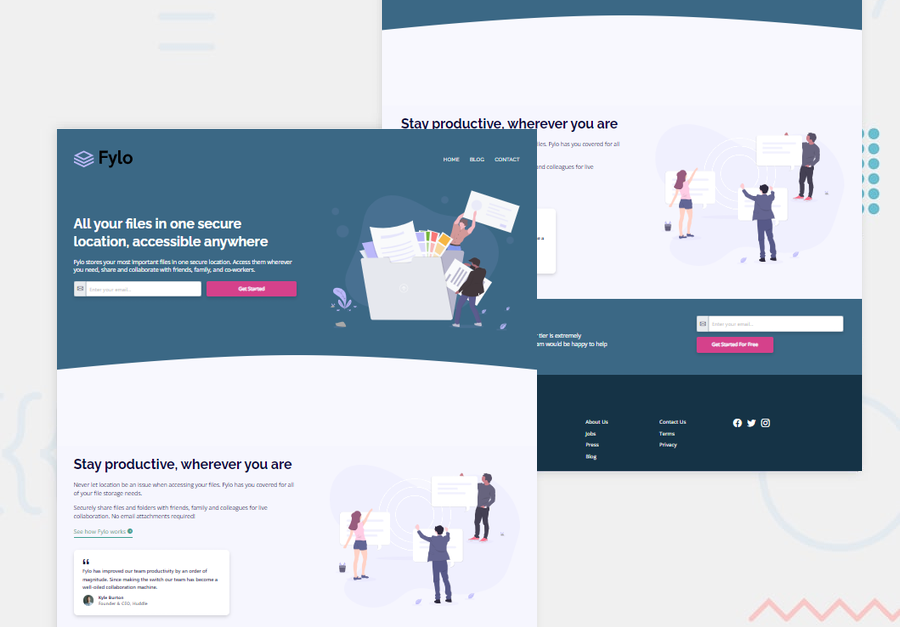 Fylo
HOME BLOG CONTACT
All your files in one secure
location, accessible anywhere
Fylo stores your most important files in one secure location. Access them wherever
you need, share and collaborate with friends, family, and co-workers.
Enter your email...
Get Started
Stay productive, wherever you are
Never let location be an issue when accessing your files. Fylo has you covered for all
of your file storage needs.
Securely share files and folders with friends, family and colleagues for live
collaboration. No email attachments required!
See how Fylo works
“
Fylo has improved our team productivity by an order of
magnitude. Since making the switch our team has become a
well-oiled collaboration machine.
Kyle Burton
Founder & CEO, Huddle
Stay productive, wherever you are
les. Fylo has you covered for all
nd colleagues for live
e a
tier is extremely
am would be happy to help
Enter your email...
Get Started For Free
About Us
Jobs
Press
Blog
Contact Us
Terms
Privacy